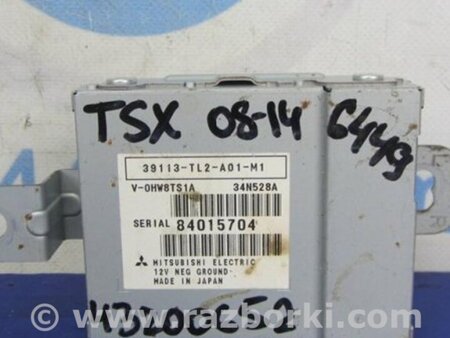 TSX 08-14 6449
39113-TL2-A01-M1
V-0HW8TS1A 34N528A
SERIAL 84015704
MITSUBISHI ELECTRIC
12V NEG GROUND
MADE IN JAPAN
www.razborki.com